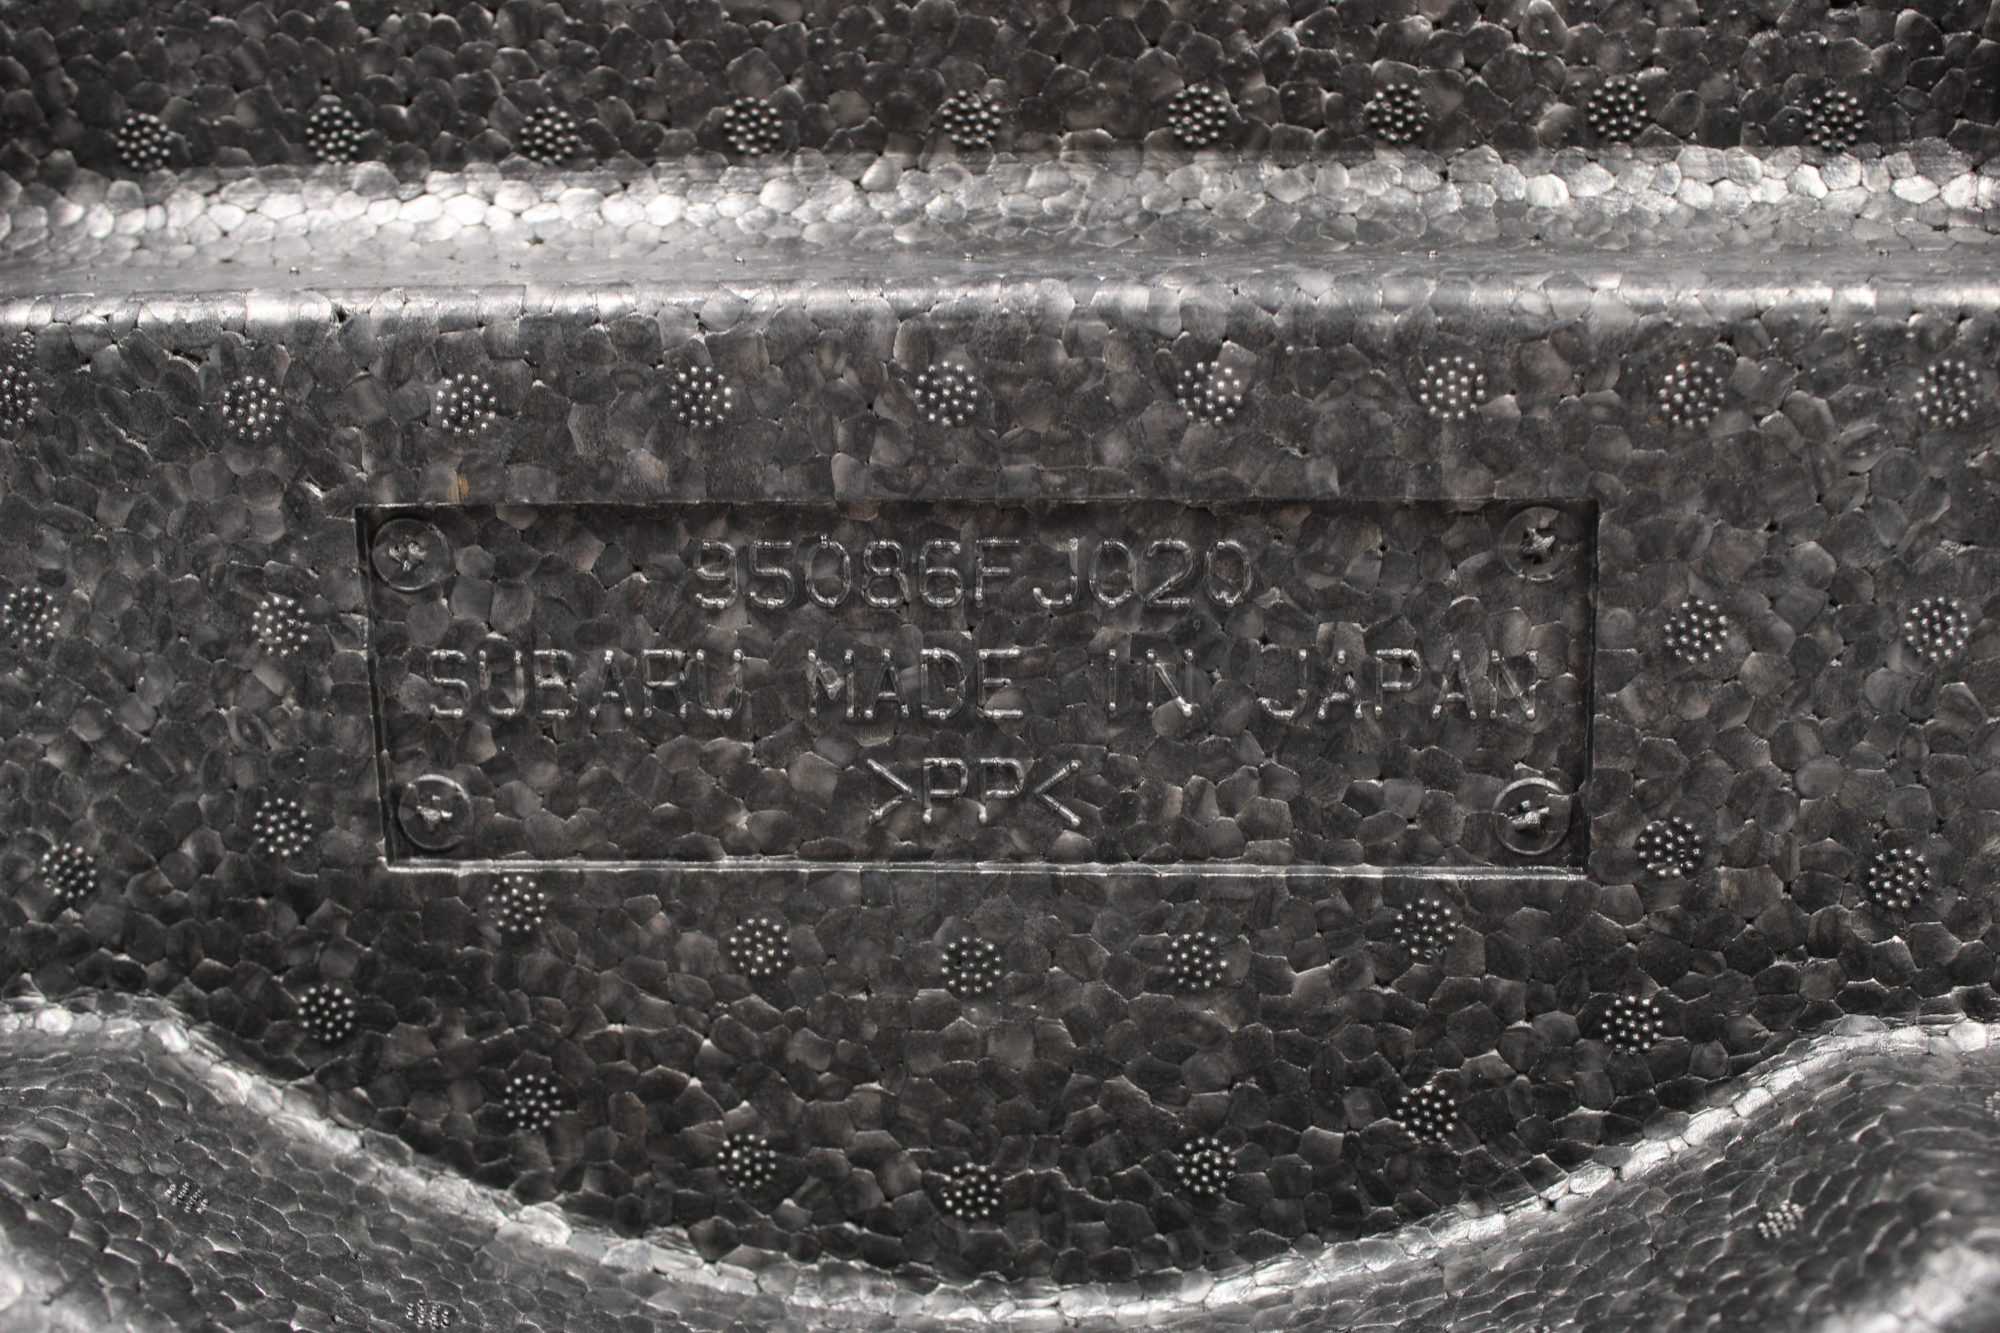 95086FJ020
SUBARU MADE IN JAPAN
>PP<